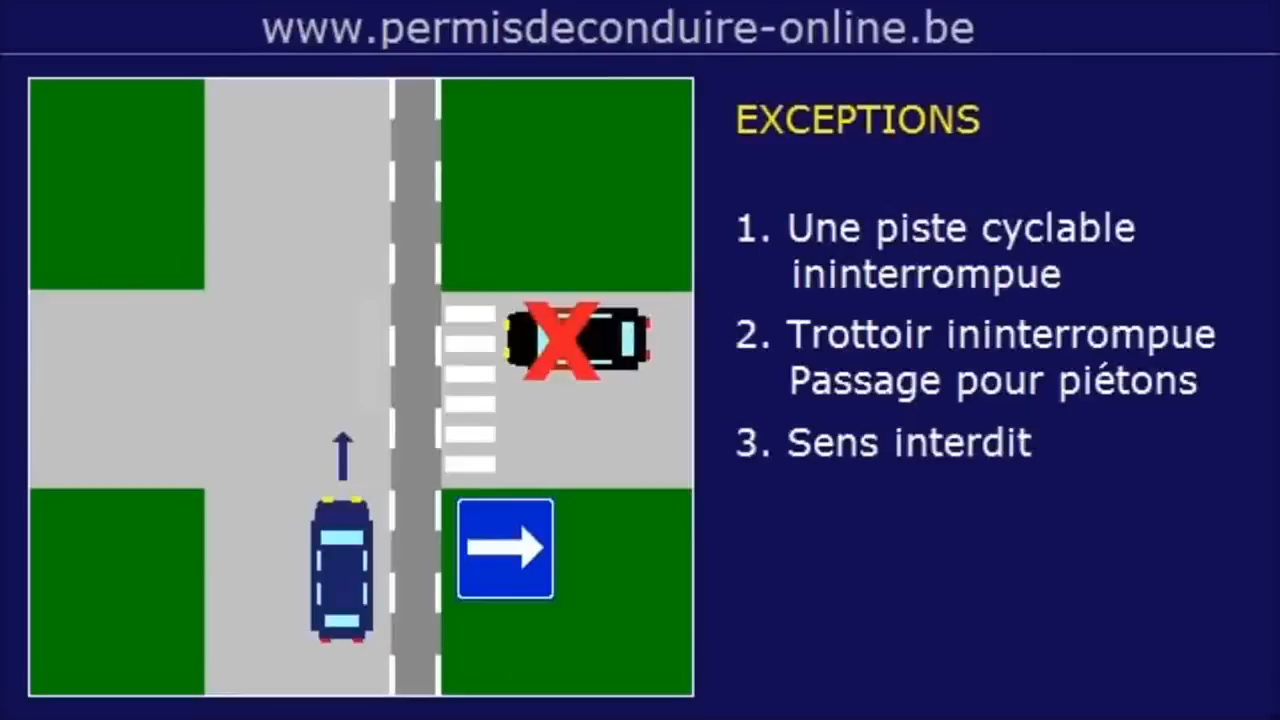 www.permisdeconduire-online.be
EXCEPTIONS
1. Une piste cyclable
ininterrompue
2. Trottoir ininterrompue
Passage pour piétons
3. Sens interdit